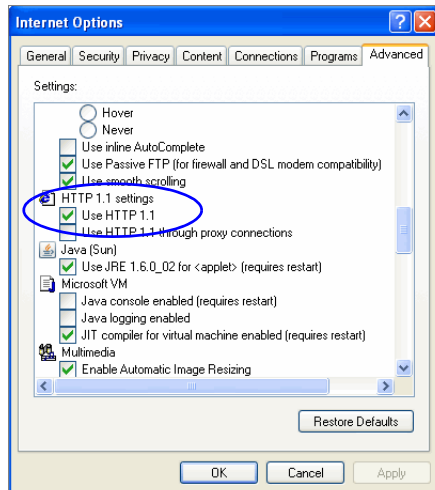 Internet Options
General Security Privacy Content Connections Programs Advanced
Settings:
Hover
Never
Use inline AutoComplete
Use Passive FTP (for firewall and DSL modem compatibility)
Use smooth scrolling
HTTP 1.1 settings
Use HTTP 1.1
Use HTTP 1.1 through proxy connections
Java (Sun)
Use JRE 1.6.0_02 for <applet> (requires restart)
Microsoft VM
Java console enabled (requires restart)
Java logging enabled
JIT compiler for virtual machine enabled (requires restart)
Multimedia
Enable Automatic Image Resizing
Restore Defaults
OK Cancel Apply